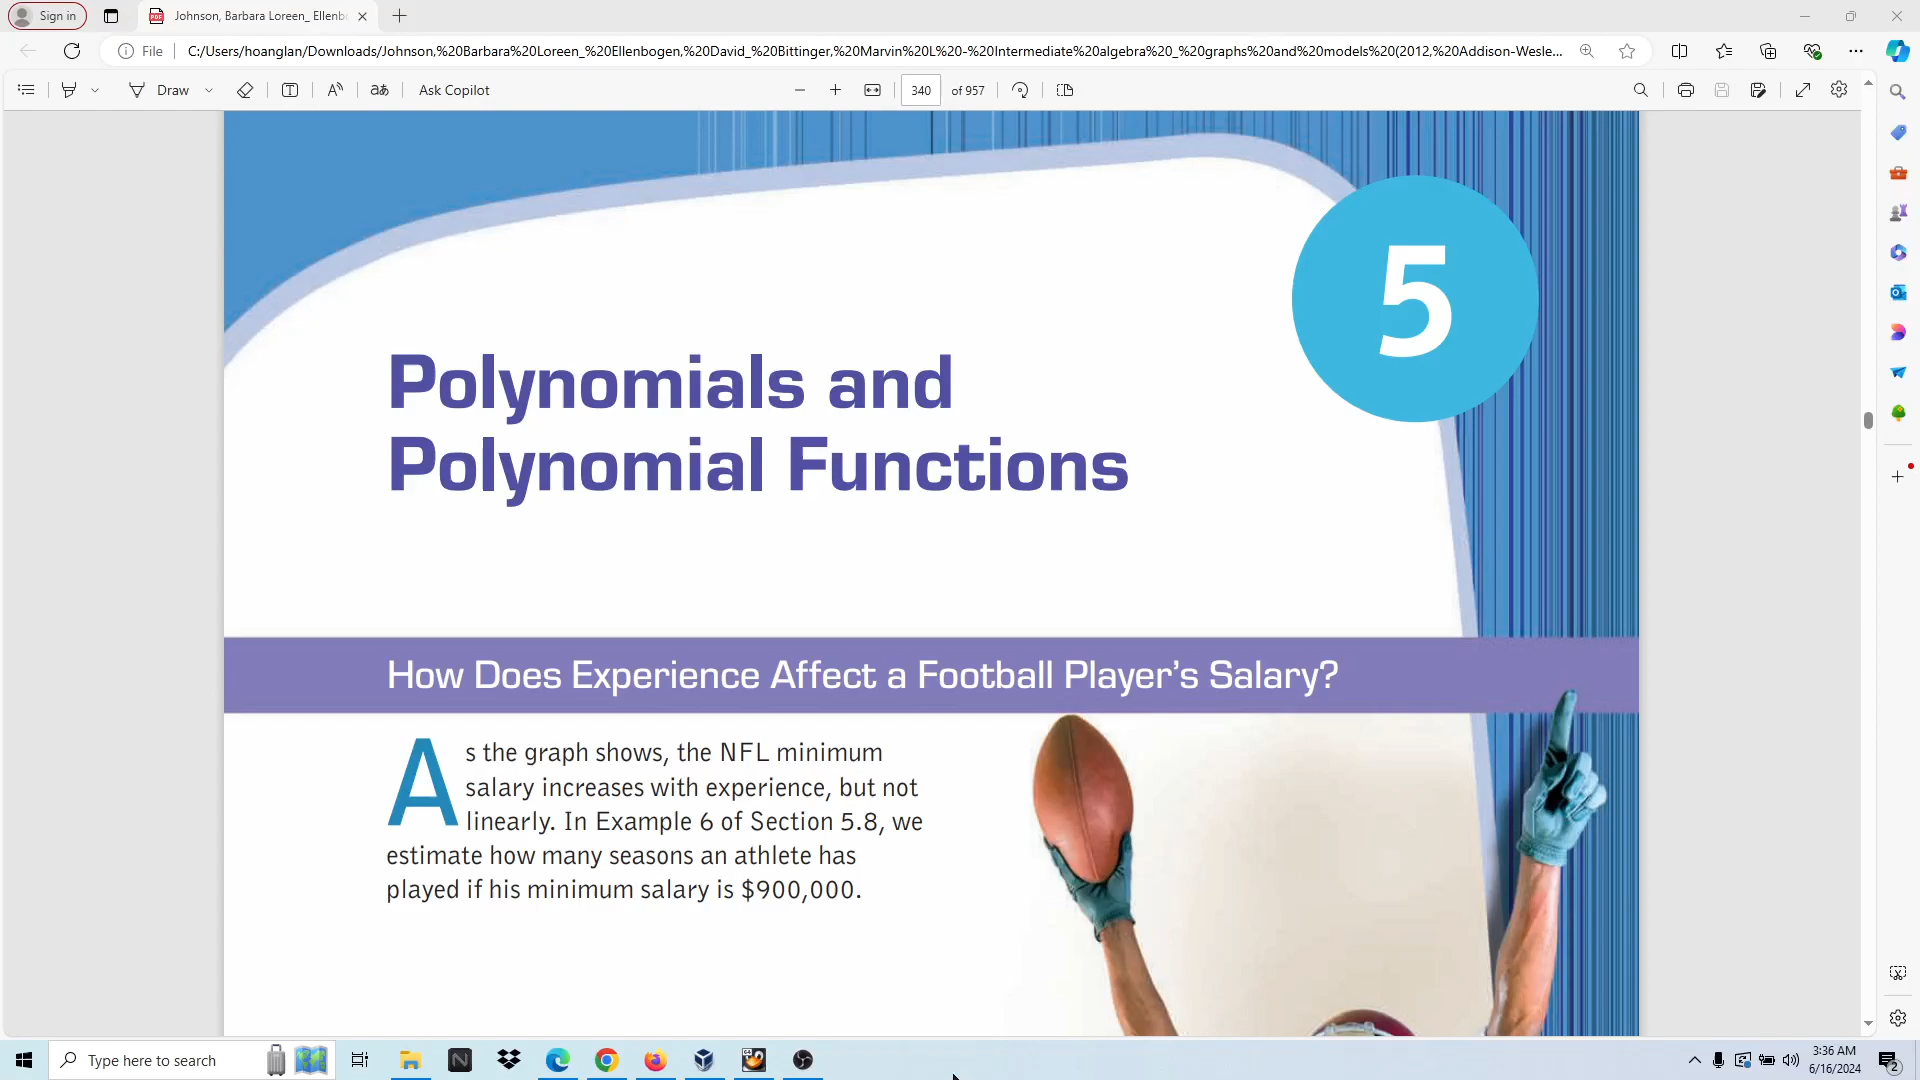 Sign in
Johnson, Barbara Loreen_ Ellenb
File
C:/Users/hoanglan/Downloads/Johnson,%20Barbara%20Loreen_%20Ellenbogen,%20David_%20Bittinger,%20Marvin%20L%20-%20Intermediate%20algebra%20_%20graphs%20and%20models%20(2012,%20Addison-Wesle...
Draw
Ask Copilot
340 of 957
5
Polynomials and
Polynomial Functions
How Does Experience Affect a Football Player's Salary?
As the graph shows, the NFL minimum
salary increases with experience, but not
linearly. In Example 6 of Section 5.8, we
estimate how many seasons an athlete has
played if his minimum salary is $900,000.
Type here to search
3:36 AM
6/16/2024
2